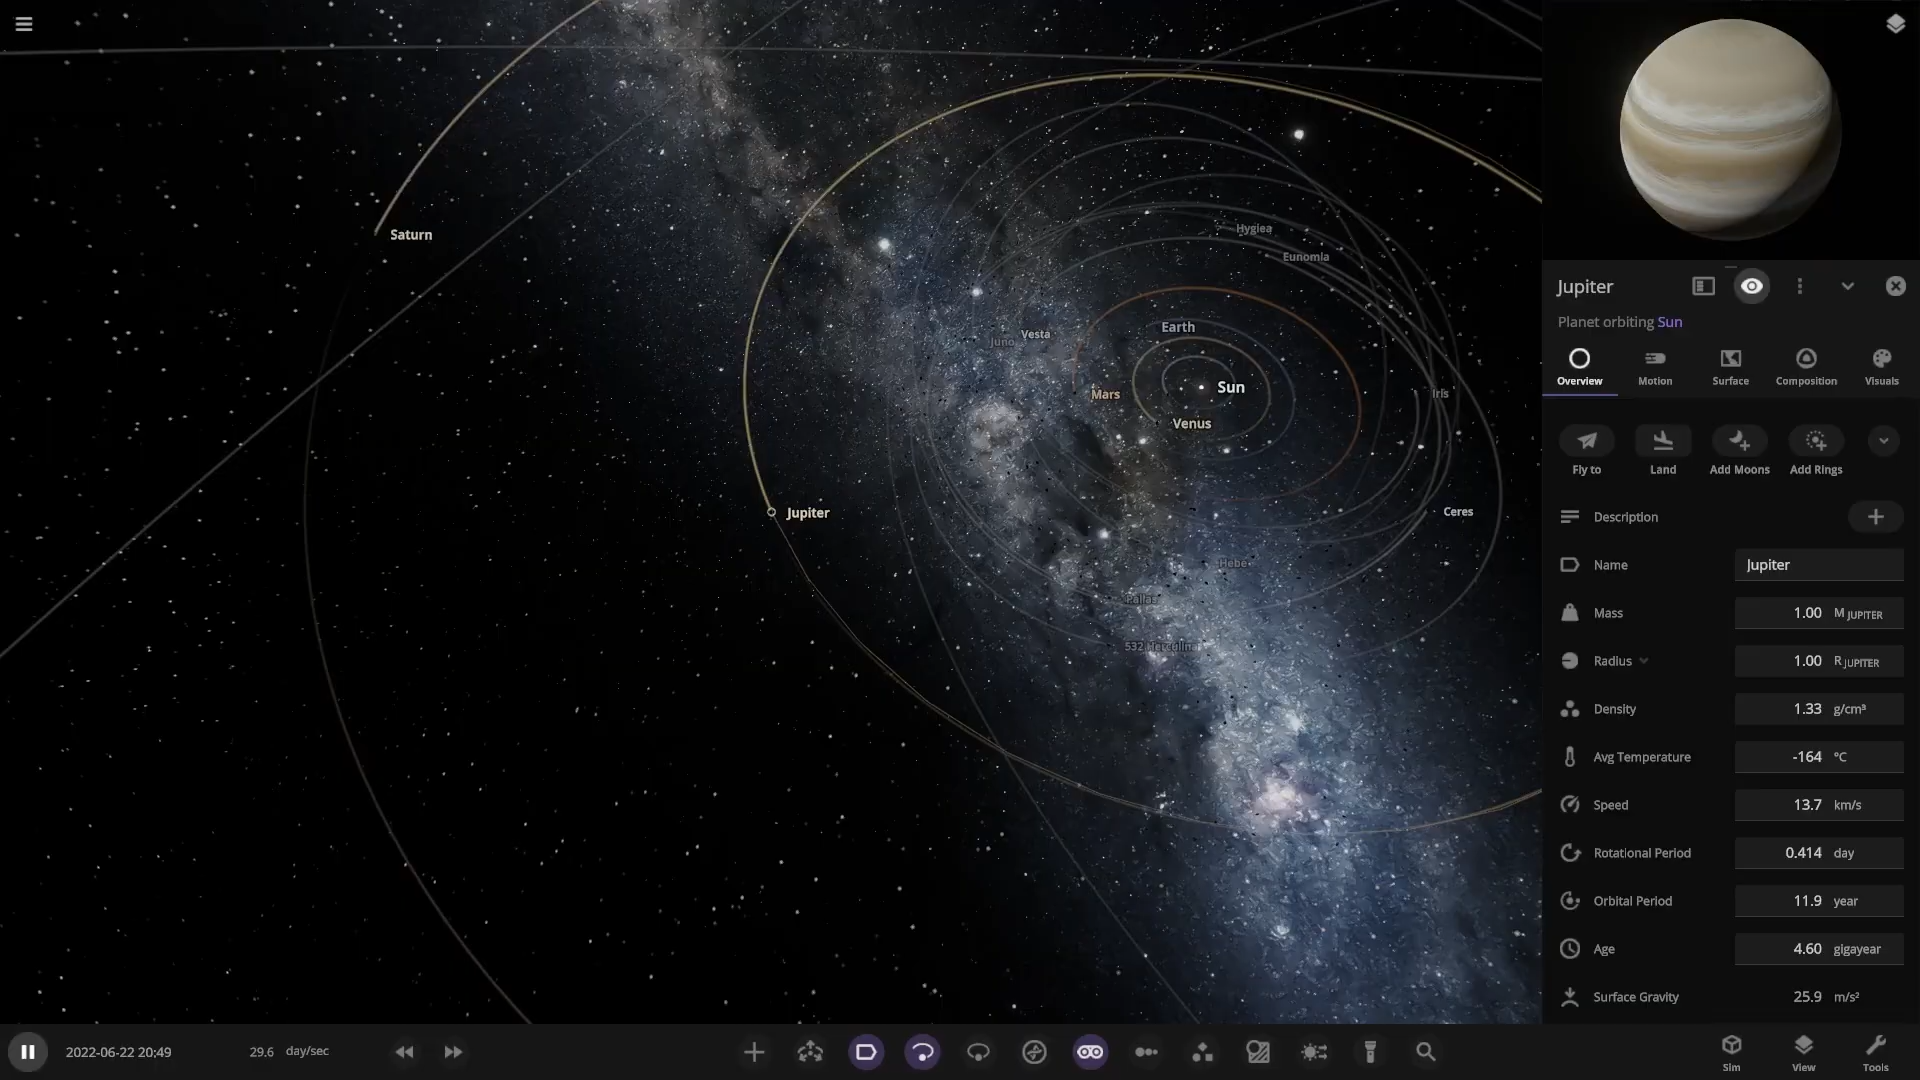 Saturn
Hygiea
Eunomia
Earth
Vesta
Juno
Sun
Mars
Iris
Venus
Jupiter
Ceres
Hebe
Pallas
532 Herculina
Jupiter
Planet orbiting Sun
Overview
Motion
Surface
Composition
Visuals
Fly to
Land
Add Moons
Add Rings
Description
Name Jupiter
Mass 1.00 M JUPITER
Radius 1.00 R JUPITER
Density 1.33 g/cm³
Avg Temperature -164 °C
Speed 13.7 km/s
Rotational Period 0.414 day
Orbital Period 11.9 year
Age 4.60 gigayear
Surface Gravity 25.9 m/s²
2022-06-22 20:49
29.6 day/sec
Sim
View
Tools